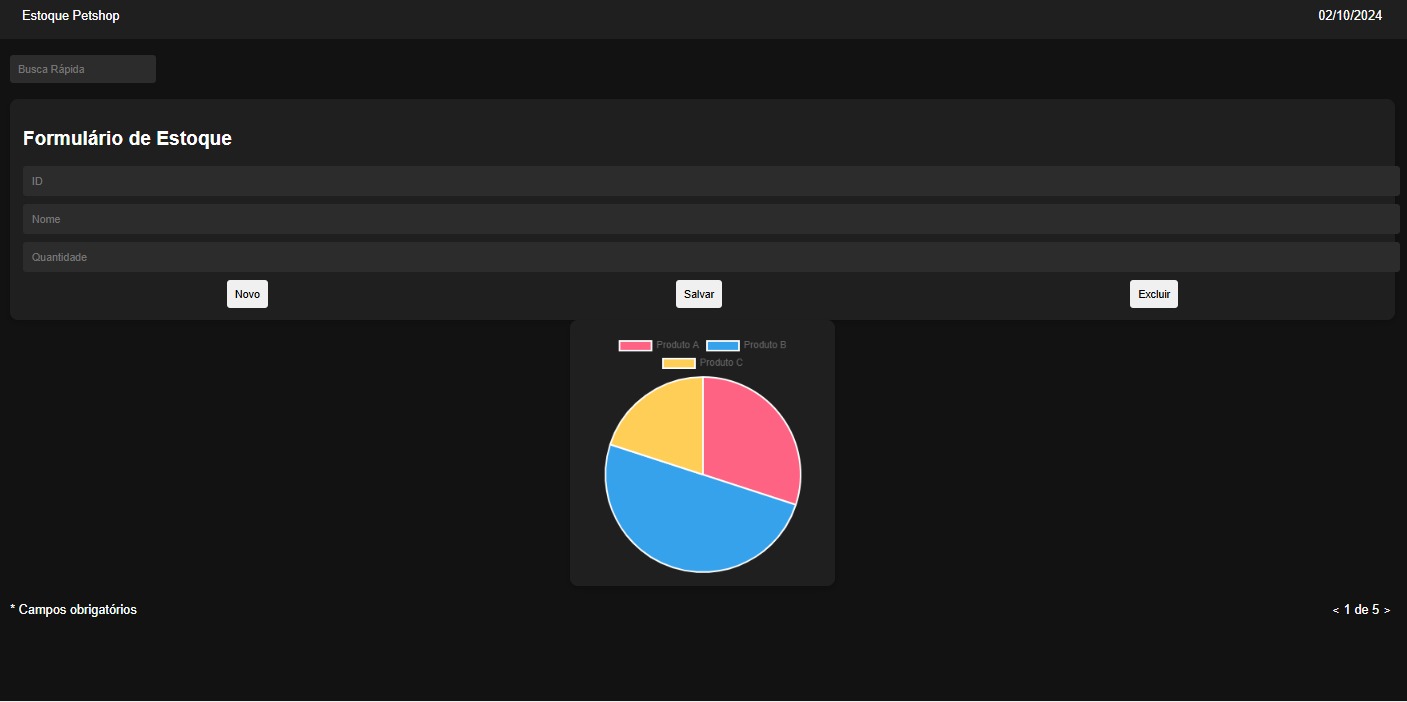 Estoque Petshop
02/10/2024
Busca Rápida
Formulário de Estoque
ID
Nome
Quantidade
Novo
Salvar
Excluir
Produto A
Produto B
Produto C
* Campos obrigatórios
< 1 de 5 >